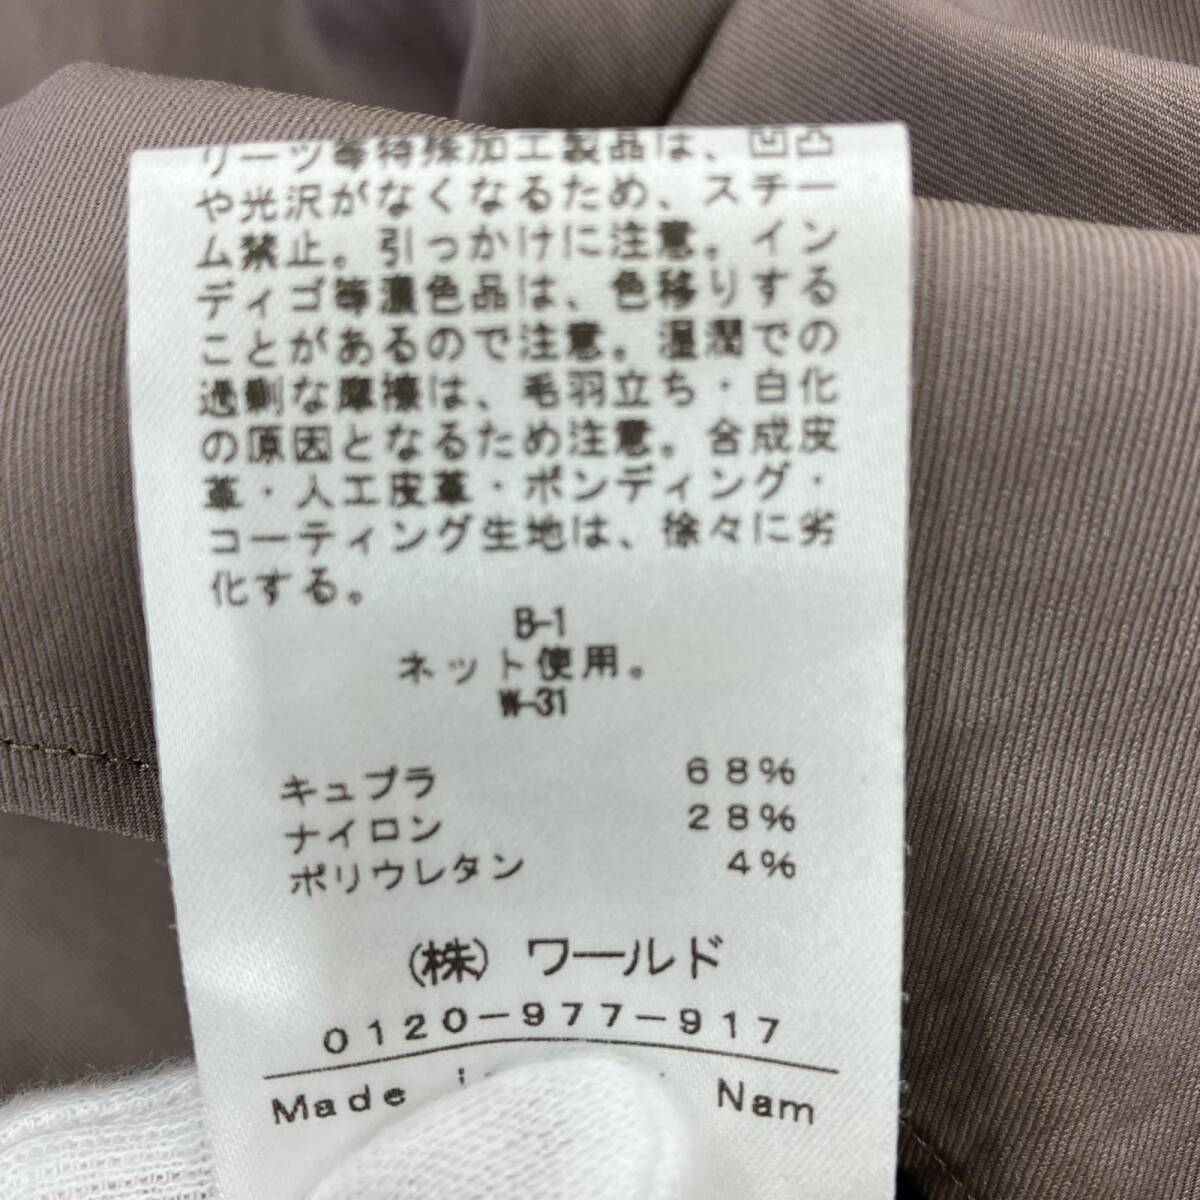 リーツ等特殊加工製品は、凹凸
や光沢がなくなるため、スチー
ム禁止。引っかけに注意。イン
ディゴ等濃色品は、色移りする
ことがあるので注意。湿潤での
過剰な摩擦は、毛羽立ち・白化
の原因となるため注意。合成皮
革・人工皮革・ボンディング・
コーティング生地は、徐々に劣
化する。
B-1
ネット使用。
W-31
キュプラ 68%
ナイロン 28%
ポリウレタン 4%
(株) ワールド
0120-977-917
Made Nam